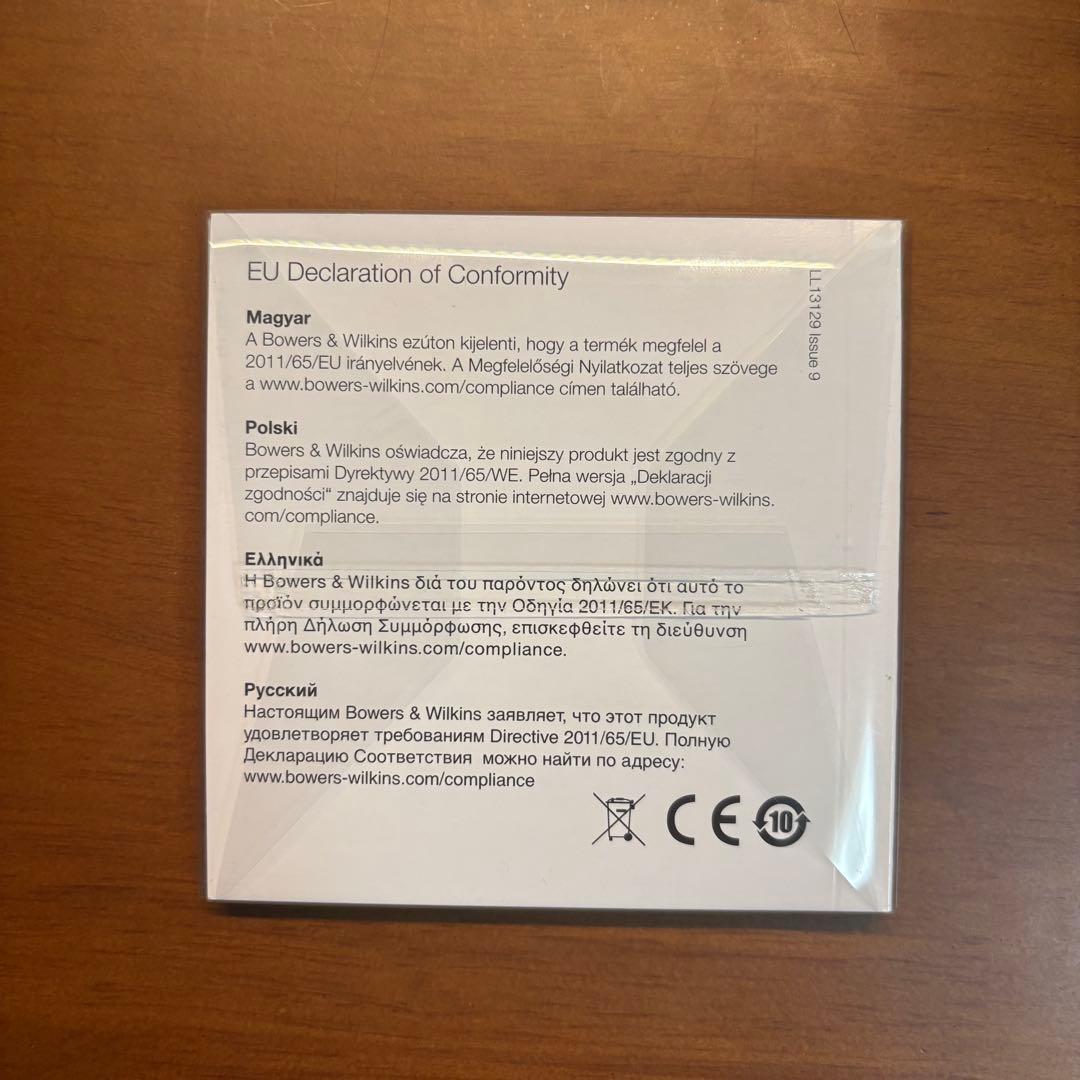 EU Declaration of Conformity
LL13129 Issue 9
Magyar
A Bowers & Wilkins ezúton kijelenti, hogy a termék megfelel a
2011/65/EU irányelvének. A Megfelelőségi Nyilatkozat teljes szövege
a www.bowers-wilkins.com/compliance címen található.
Polski
Bowers & Wilkins oświadcza, że niniejszy produkt jest zgodny z
przepisami Dyrektywy 2011/65/WE. Pełna wersja „Deklaracji
zgodności“ znajduje się na stronie internetowej www.bowers-wilkins.
com/compliance.
Ελληνικά
Η Bowers & Wilkins διά του παρόντος δηλώνει ότι αυτό το
προϊόν συμμορφώνεται με την Οδηγία 2011/65/ΕΚ. Για την
πλήρη Δήλωση Συμμόρφωσης, επισκεφθείτε τη διεύθυνση
www.bowers-wilkins.com/compliance.
Русский
Настоящим Bowers & Wilkins заявляет, что этот продукт
удовлетворяет требованиям Directive 2011/65/EU. Полную
Декларацию Соответствия  можно найти по адресу:
www.bowers-wilkins.com/compliance
CE 10